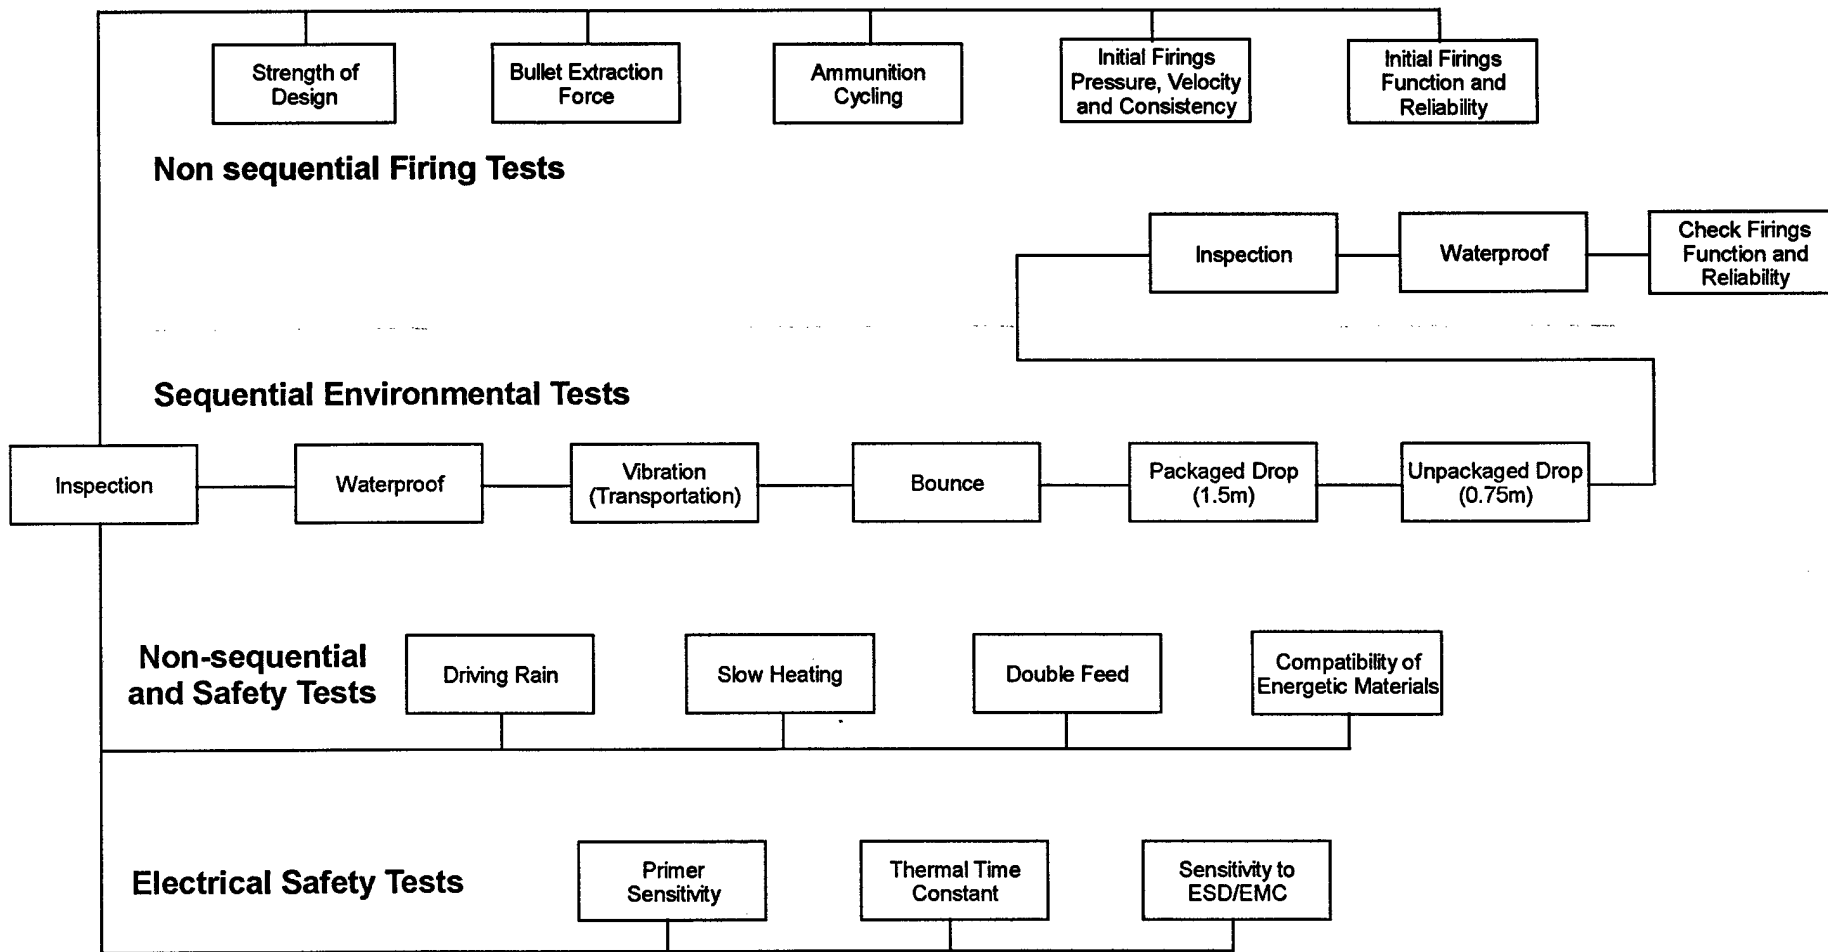 Strength of
Design
Bullet Extraction
Force
Ammunition
Cycling
Initial Firings
Pressure, Velocity
and Consistency
Initial Firings
Function and
Reliability
Non sequential Firing Tests
Inspection
Waterproof
Check Firings
Function and
Reliability
Sequential Environmental Tests
Inspection
Waterproof
Vibration
(Transportation)
Bounce
Packaged Drop
(1.5m)
Unpackaged Drop
(0.75m)
Non-sequential
and Safety Tests
Driving Rain
Slow Heating
Double Feed
Compatibility of
Energetic Materials
Electrical Safety Tests
Primer
Sensitivity
Thermal Time
Constant
Sensitivity to
ESD/EMC